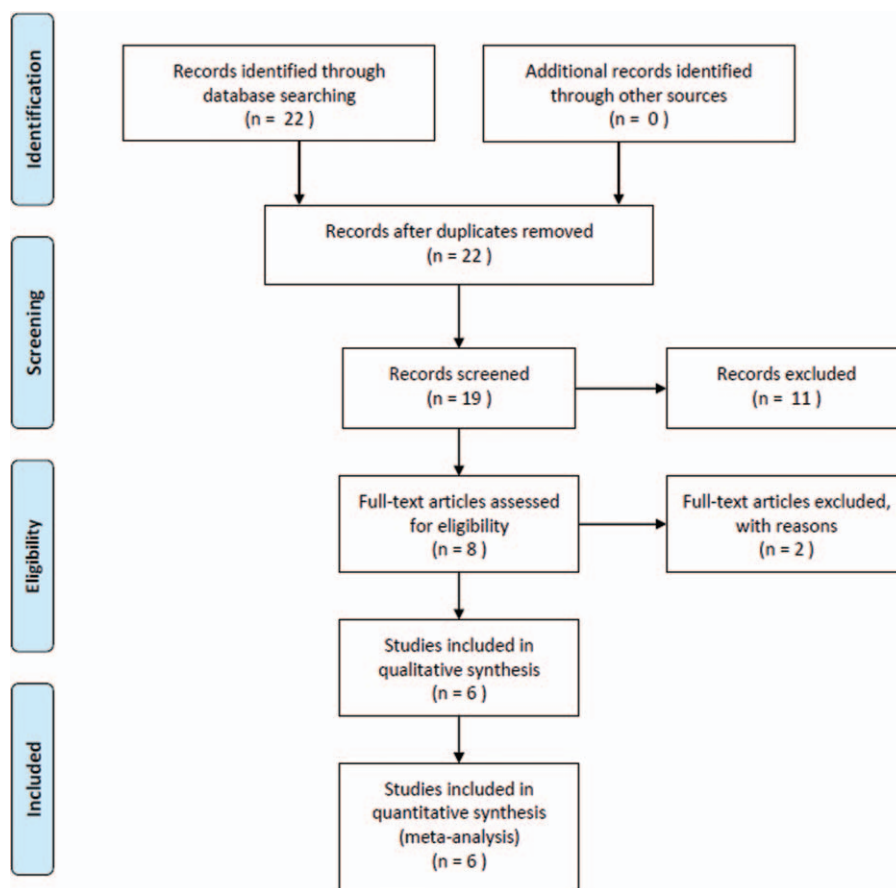 Identification
Records identified through
database searching
(n = 22 )
Additional records identified
through other sources
(n = 0 )
Records after duplicates removed
(n = 22 )
Screening
Records screened
(n = 19 )
Records excluded
(n = 11 )
Eligibility
Full-text articles assessed
for eligibility
(n = 8 )
Full-text articles excluded,
with reasons
(n = 2 )
Studies included in
qualitative synthesis
(n = 6 )
Included
Studies included in
quantitative synthesis
(meta-analysis)
(n = 6 )